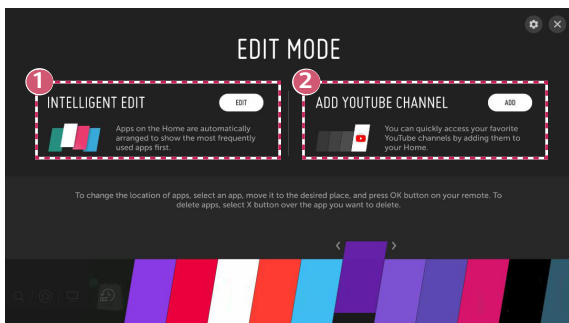 EDIT MODE
1
INTELLIGENT EDIT
EDIT
Apps on the Home are automatically
arranged to show the most frequently
used apps first.
2
ADD YOUTUBE CHANNEL
ADD
You can quickly access your favorite
YouTube channels by adding them to
your Home.
To change the location of apps, select an app, move it to the desired place, and press OK button on your remote. To
delete apps, select X button over the app you want to delete.